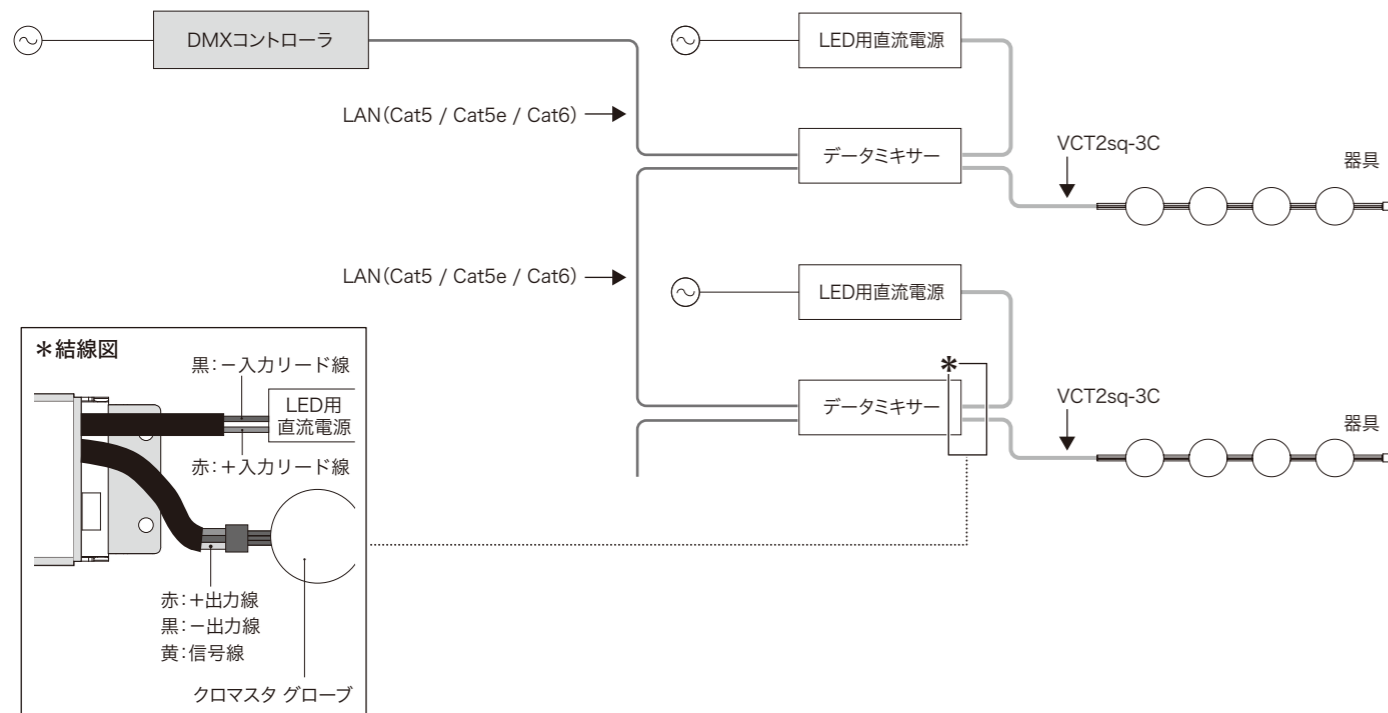 DMXコントローラ
LED用直流電源
LAN(Cat5 / Cat5e / Cat6)
データミキサー
VCT2sq-3C
器具
LAN(Cat5 / Cat5e / Cat6)
LED用直流電源
*
データミキサー
VCT2sq-3C
器具
*結線図
黒:-入力リード線
LED用
直流電源
赤:+入力リード線
赤:+出力線
黒:-出力線
黄:信号線
クロマスタ グローブ